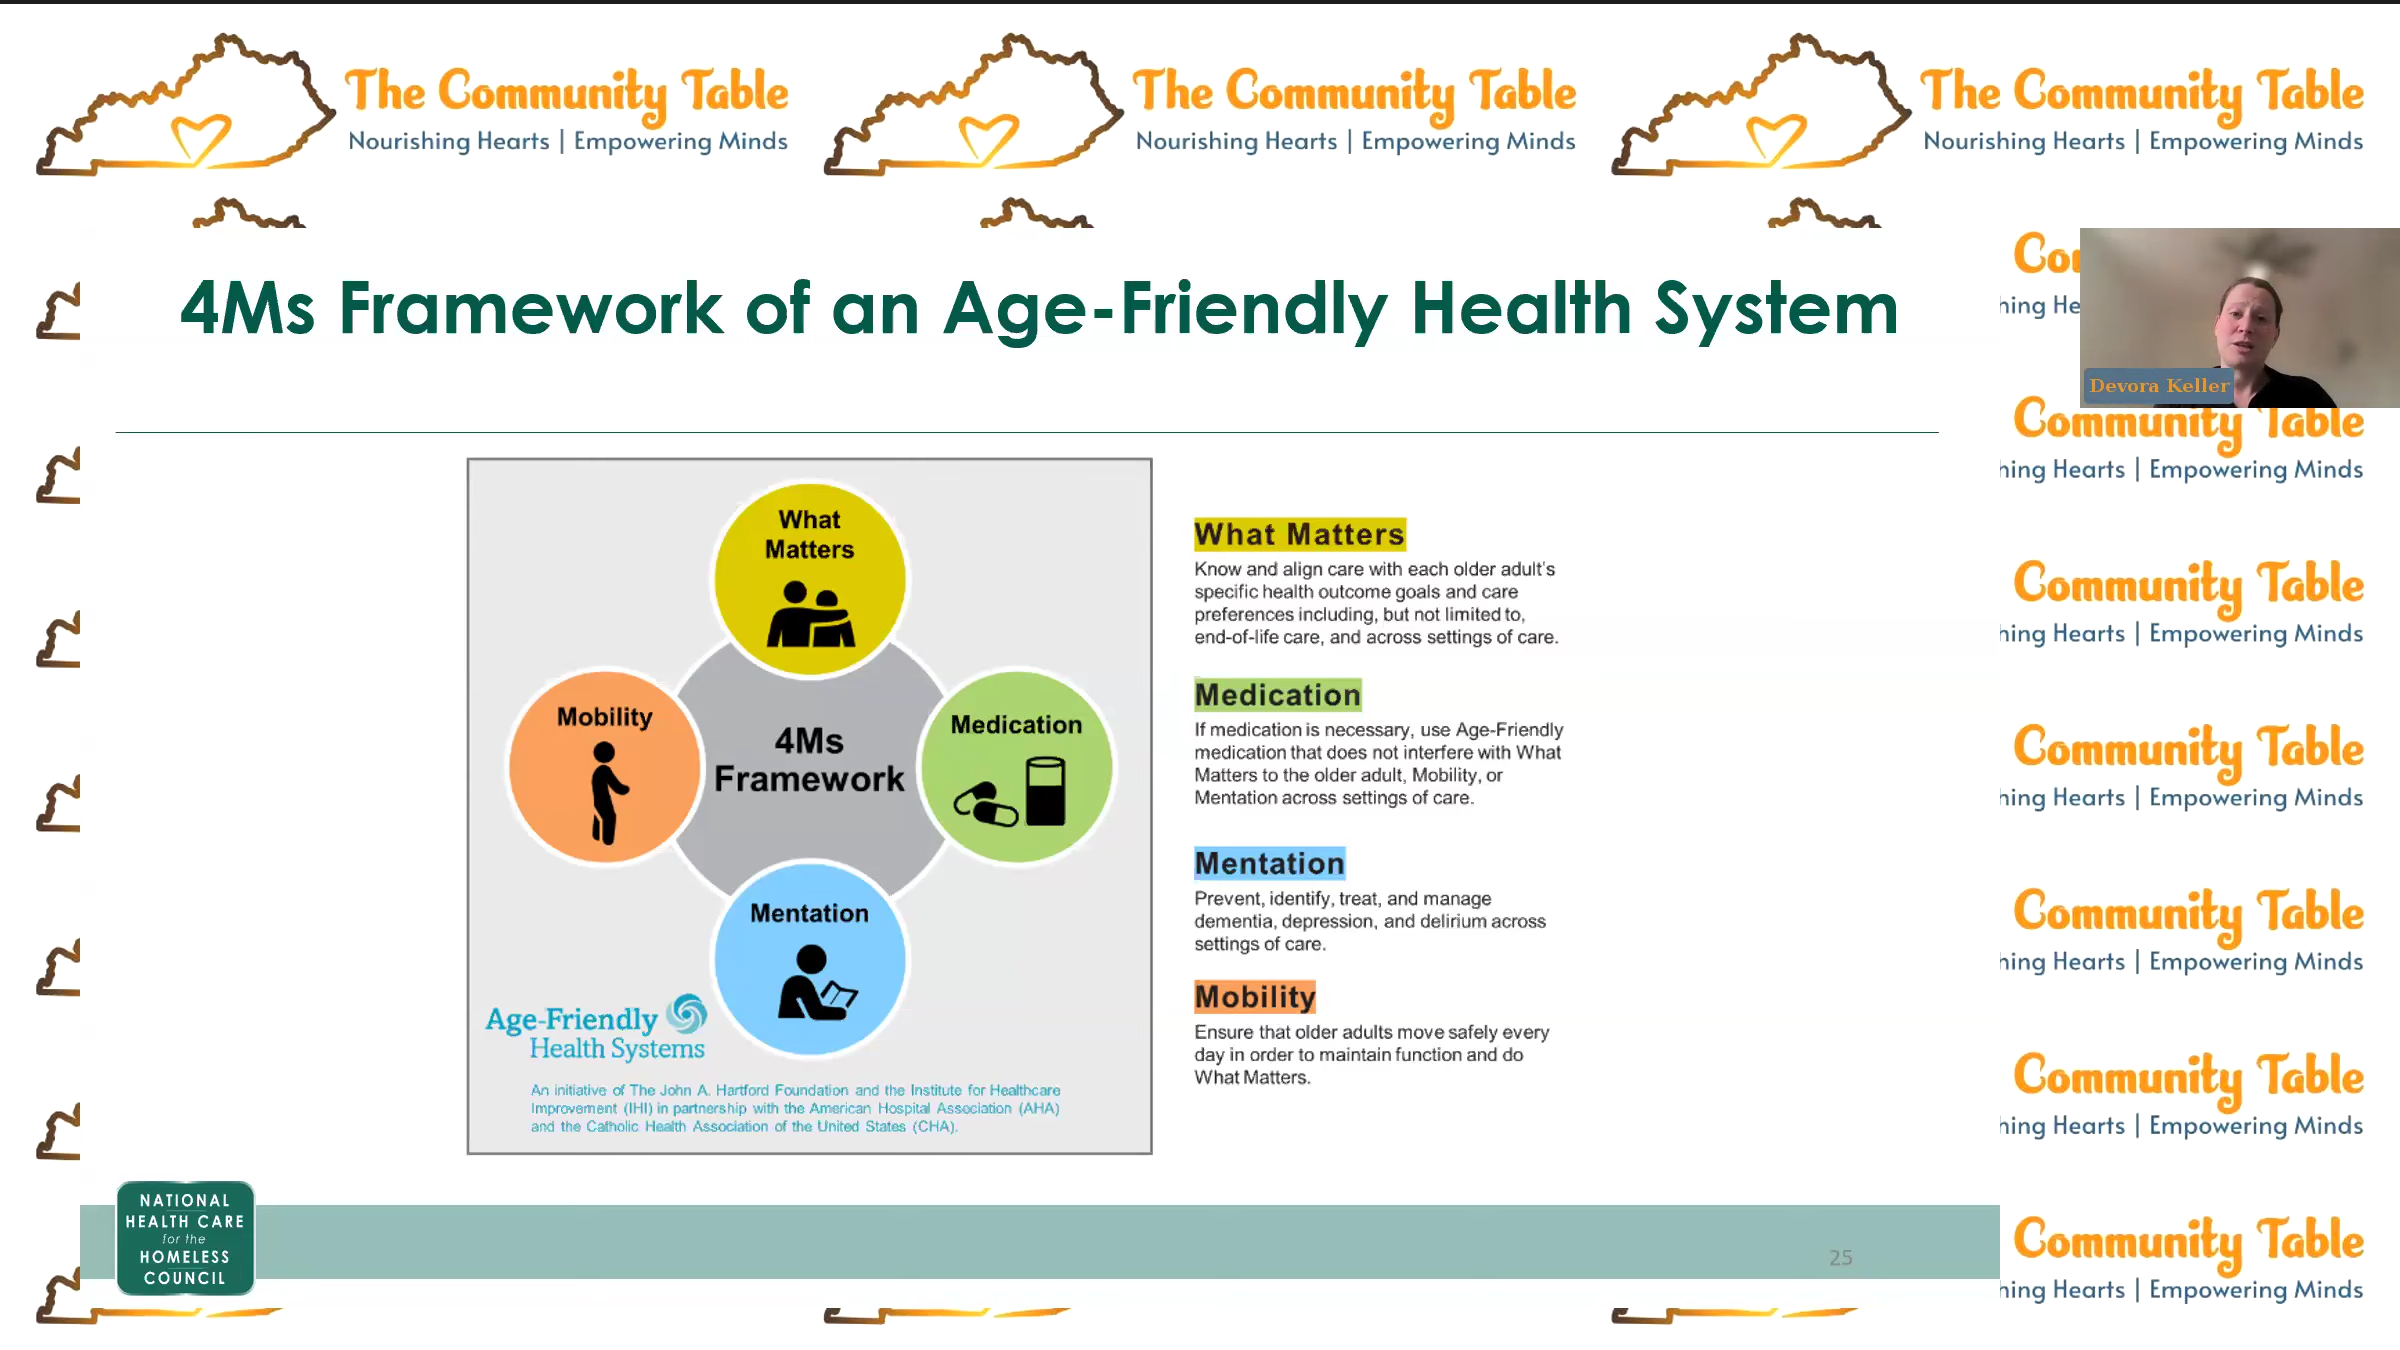 The Community Table
Nourishing Hearts | Empowering Minds
The Community Table
Nourishing Hearts | Empowering Minds
The Community Table
Nourishing Hearts | Empowering Minds
4Ms Framework of an Age-Friendly Health System
Devora Keller
What
Matters
Mobility
4Ms
Framework
Medication
Mentation
Age-Friendly
Health Systems
An initiative of The John A. Hartford Foundation and the Institute for Healthcare
Improvement (IHI) in partnership with the American Hospital Association (AHA)
and the Catholic Health Association of the United States (CHA).
What Matters
Know and align care with each older adult's
specific health outcome goals and care
preferences including, but not limited to,
end-of-life care, and across settings of care.
Medication
If medication is necessary, use Age-Friendly
medication that does not interfere with What
Matters to the older adult, Mobility, or
Mentation across settings of care.
Mentation
Prevent, identify, treat, and manage
dementia, depression, and delirium across
settings of care.
Mobility
Ensure that older adults move safely every
day in order to maintain function and do
What Matters.
NATIONAL
HEALTH CARE
for the
HOMELESS
COUNCIL
25
Co
hing He
Community Table
hing Hearts | Empowering Minds
Community Table
hing Hearts | Empowering Minds
Community Table
hing Hearts | Empowering Minds
Community Table
hing Hearts | Empowering Minds
Community Table
hing Hearts | Empowering Minds
Community Table
hing Hearts | Empowering Minds